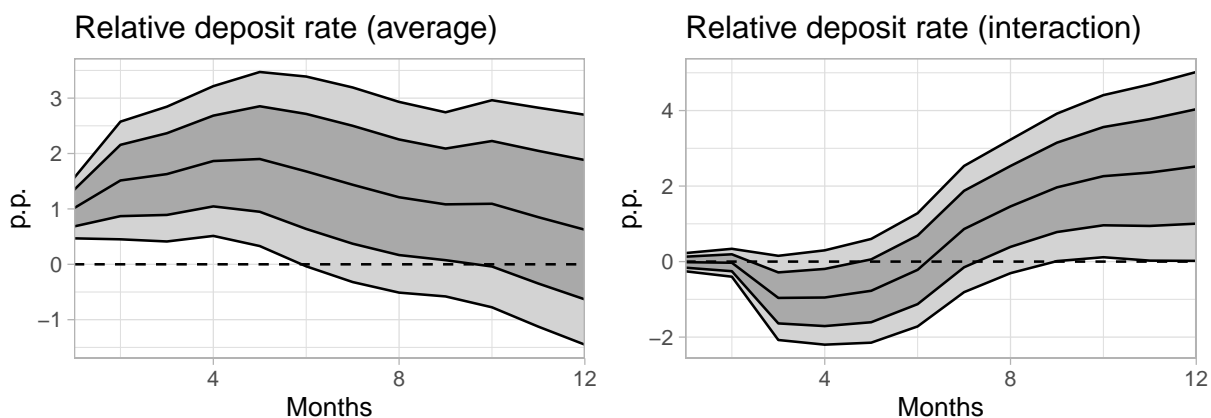 Relative deposit rate (average)
p.p.
3
2
1
0
−1
4
8
12
Months
Relative deposit rate (interaction)
p.p.
4
2
0
−2
4
8
12
Months